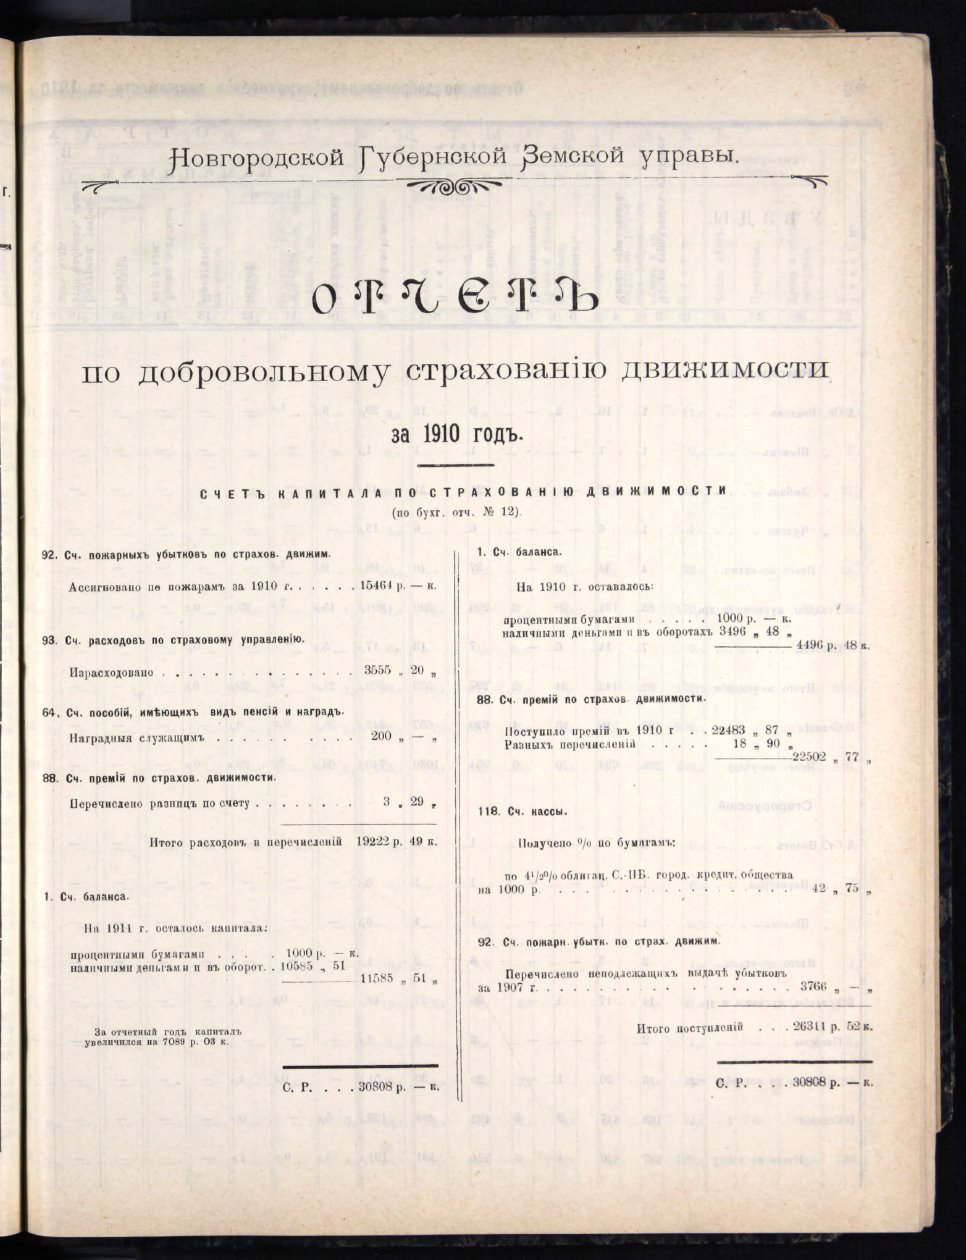 Новгородской Губернской Земской управы.
ОТЧЕТЪ
по добровольному страхованію движимости
за 1910 годъ.
СЧЕТЪ КАПИТАЛА ПО СТРАХОВАНІЮ ДВИЖИМОСТИ
(по бухг. отч. № 12).
92. Сч. пожарныхъ убытковъ по страхов. движим.
Ассигновано по пожарамъ за 1910 г. . . . . . 15464 р. — к.
93. Сч. расходовъ по страховому управленію.
Израсходовано . . . . . . . . . . . . . 3555 „ 20 „
64. Сч. пособій, имѣющихъ видъ пенсій и наградъ.
Наградныя служащимъ . . . . . . . . . . 200 „ — „
88. Сч. премій по страхов. движимости.
Перечислено разницъ по счету . . . . . . . . 3 „ 29 „
Итого расходовъ и перечисленій 19222 р. 49 к.
1. Сч. баланса.
На 1911 г. осталось капитала:
процентными бумагами . . . . 1000 р. — к.
наличными деньгами и въ оборот. . 10585 „ 51
11585 „ 51 „
За отчетный годъ капиталъ
увеличился на 7089 р. 03 к.
С. Р. . . . 30808 р. — к.
1. Сч. баланса.
На 1910 г. оставалось:
процентными бумагами . . . . . 1000 р. — к.
наличными деньгами и въ оборотахъ 3496 „ 48 „
4496 р. 48 к.
88. Сч. премій по страхов. движимости.
Поступило премій въ 1910 г . . 22483 „ 87 „
Разныхъ перечисленій . . . . . 18 „ 90 „
22502 „ 77 „
118. Сч. кассы.
Получено % по бумагамъ:
по 4½% облигац. С.-ПБ. город. кредит. общества
на 1000 р. . . . . . . . . . . . . . . . 42 „ 75 „
92. Сч. пожарн. убытк. по страх. движим.
Перечислено неподлежащихъ выдачѣ убытковъ
за 1907 г. . . . . . . . . . . . . . . . 3766 „ — „
Итого поступленій . . . 26311 р. 52 к.
С. Р. . . . 30808 р. — к.